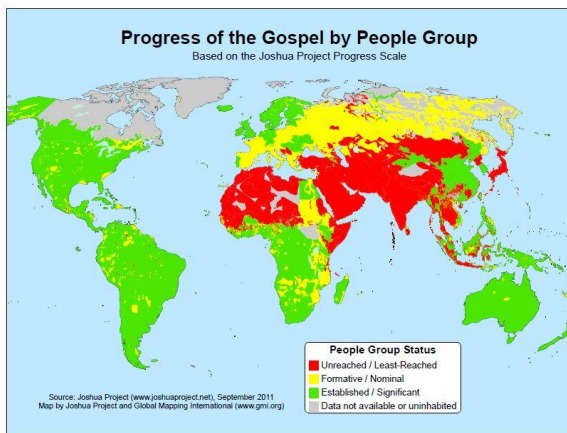 Progress of the Gospel by People Group
Based on the Joshua Project Progress Scale
People Group Status
Unreached / Least-Reached
Formative / Nominal
Established / Significant
Data not available or uninhabited
Source: Joshua Project (www.joshuaproject.net), September 2011
Map by Joshua Project and Global Mapping International (www.gmi.org)